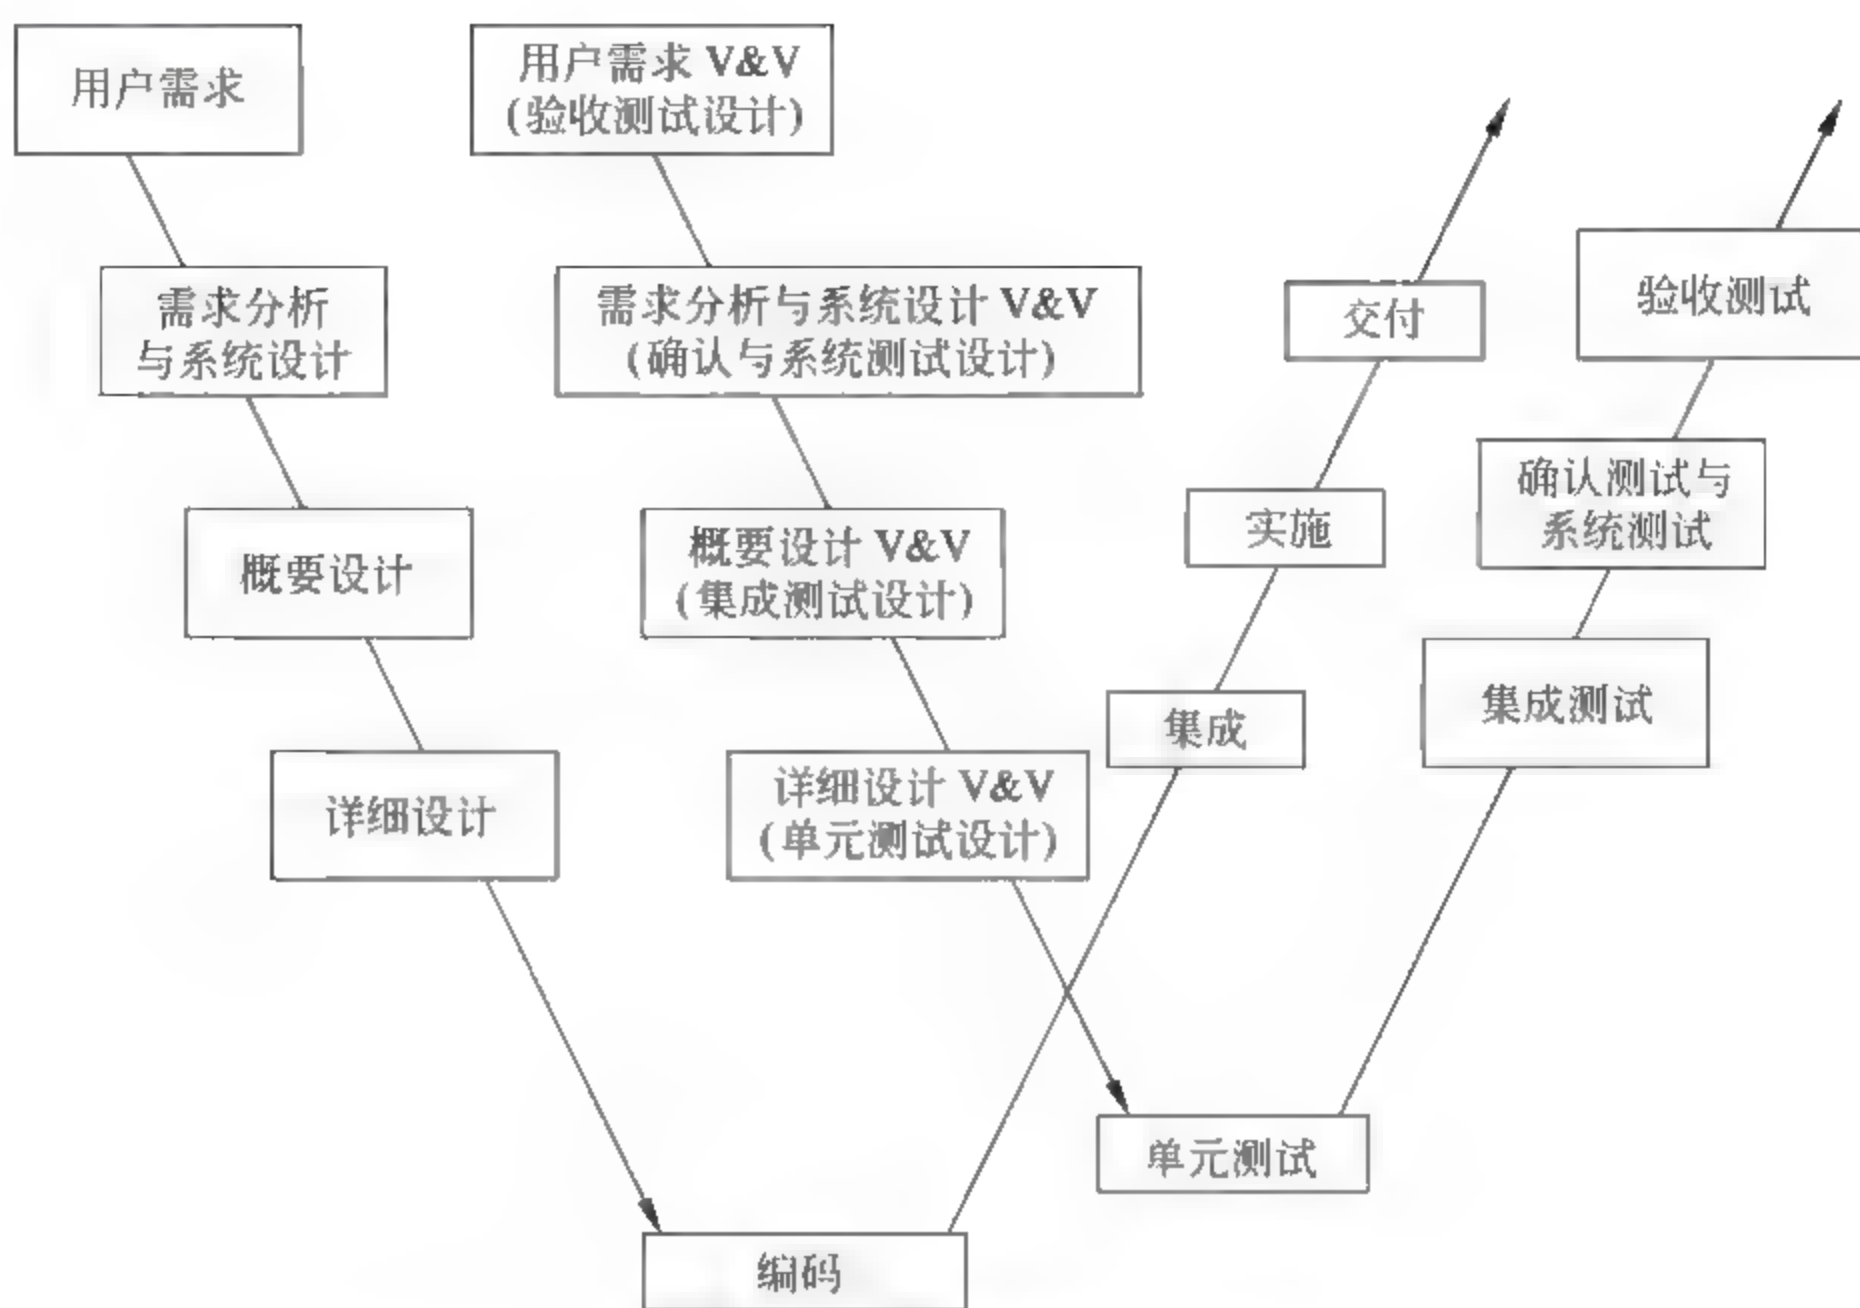 用户需求
用户需求 V&V
(验收测试设计)
需求分析
与系统设计
需求分析与系统设计 V&V
(确认与系统测试设计)
交付
验收测试
概要设计
概要设计 V&V
(集成测试设计)
实施
确认测试与
系统测试
详细设计
详细设计 V&V
(单元测试设计)
集成
集成测试
单元测试
编码